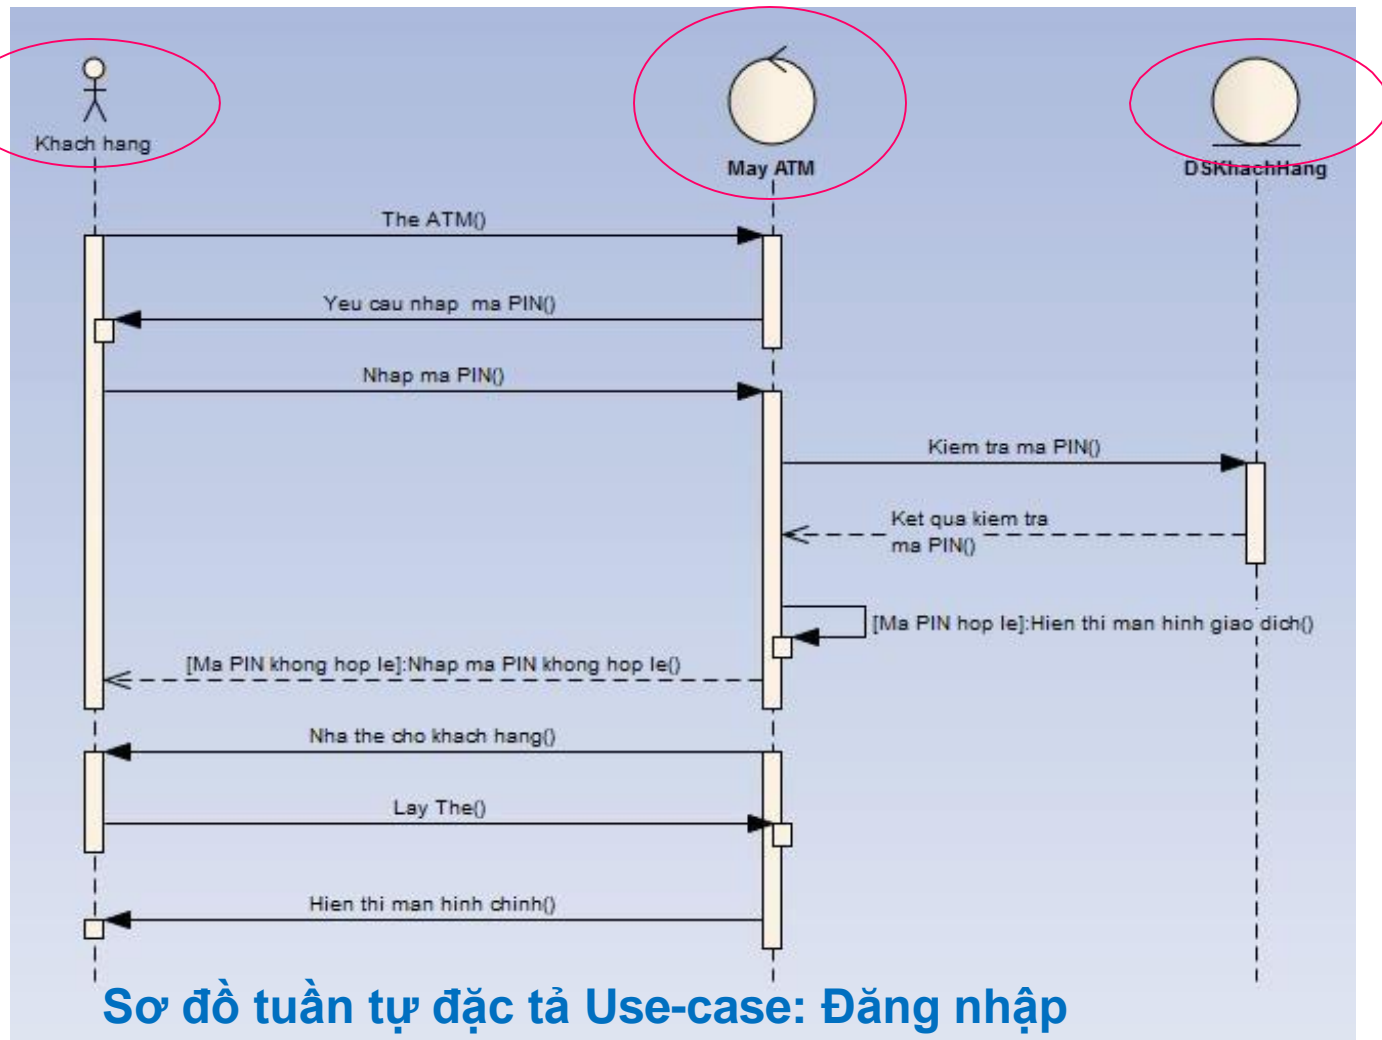 Khach hang
May ATM
DSKhachHang
The ATM()
Yeu cau nhap ma PIN()
Nhap ma PIN()
Kiem tra ma PIN()
Ket qua kiem tra
ma PIN()
[Ma PIN hop le]:Hien thi man hinh giao dich()
[Ma PIN khong hop le]:Nhap ma PIN khong hop le()
Nha the cho khach hang()
Lay The()
Hien thi man hinh chinh()
Sơ đồ tuần tự đặc tả Use-case: Đăng nhập